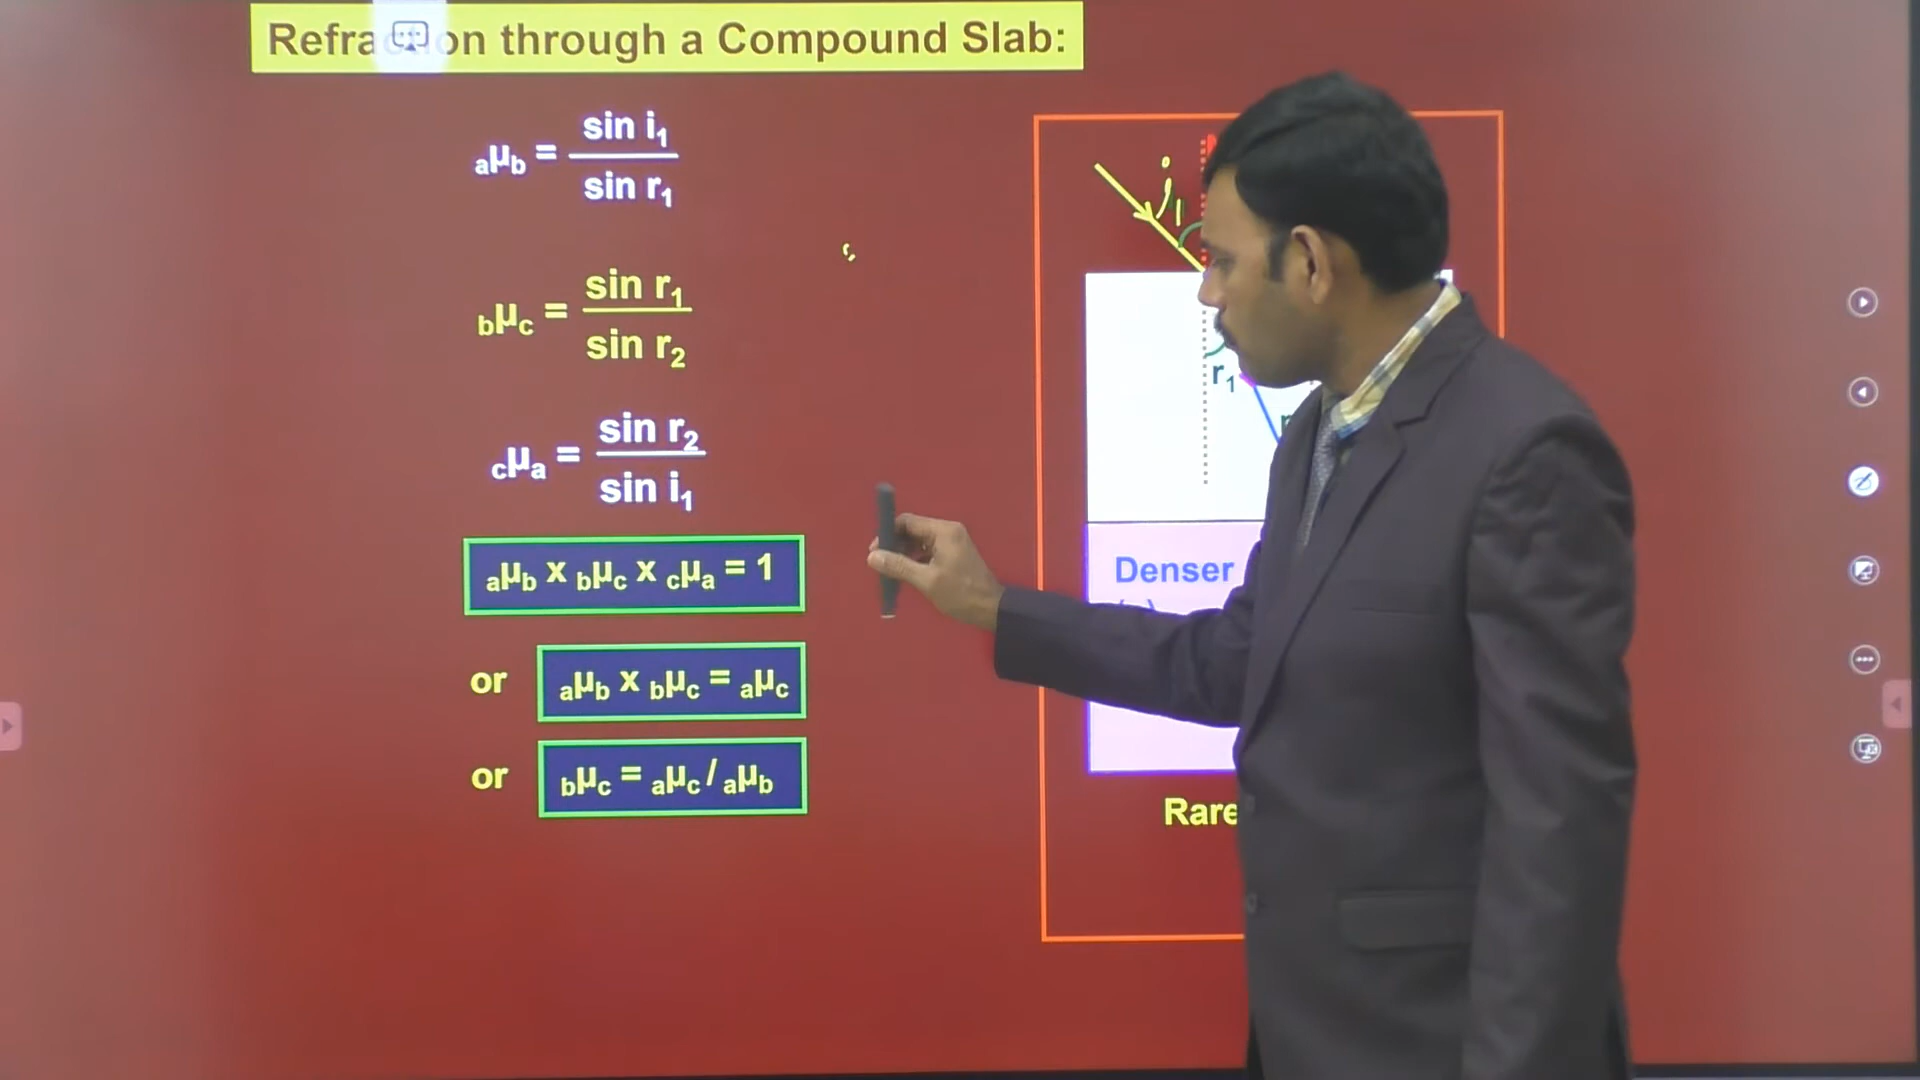 Refra on through a Compound Slab:
aμb = sin i1 / sin r1
bμc = sin r1 / sin r2
cμa = sin r2 / sin i1
aμb x bμc x cμa = 1
or aμb x bμc = aμc
or bμc = aμc / aμb
i1
r1
Denser
Rare